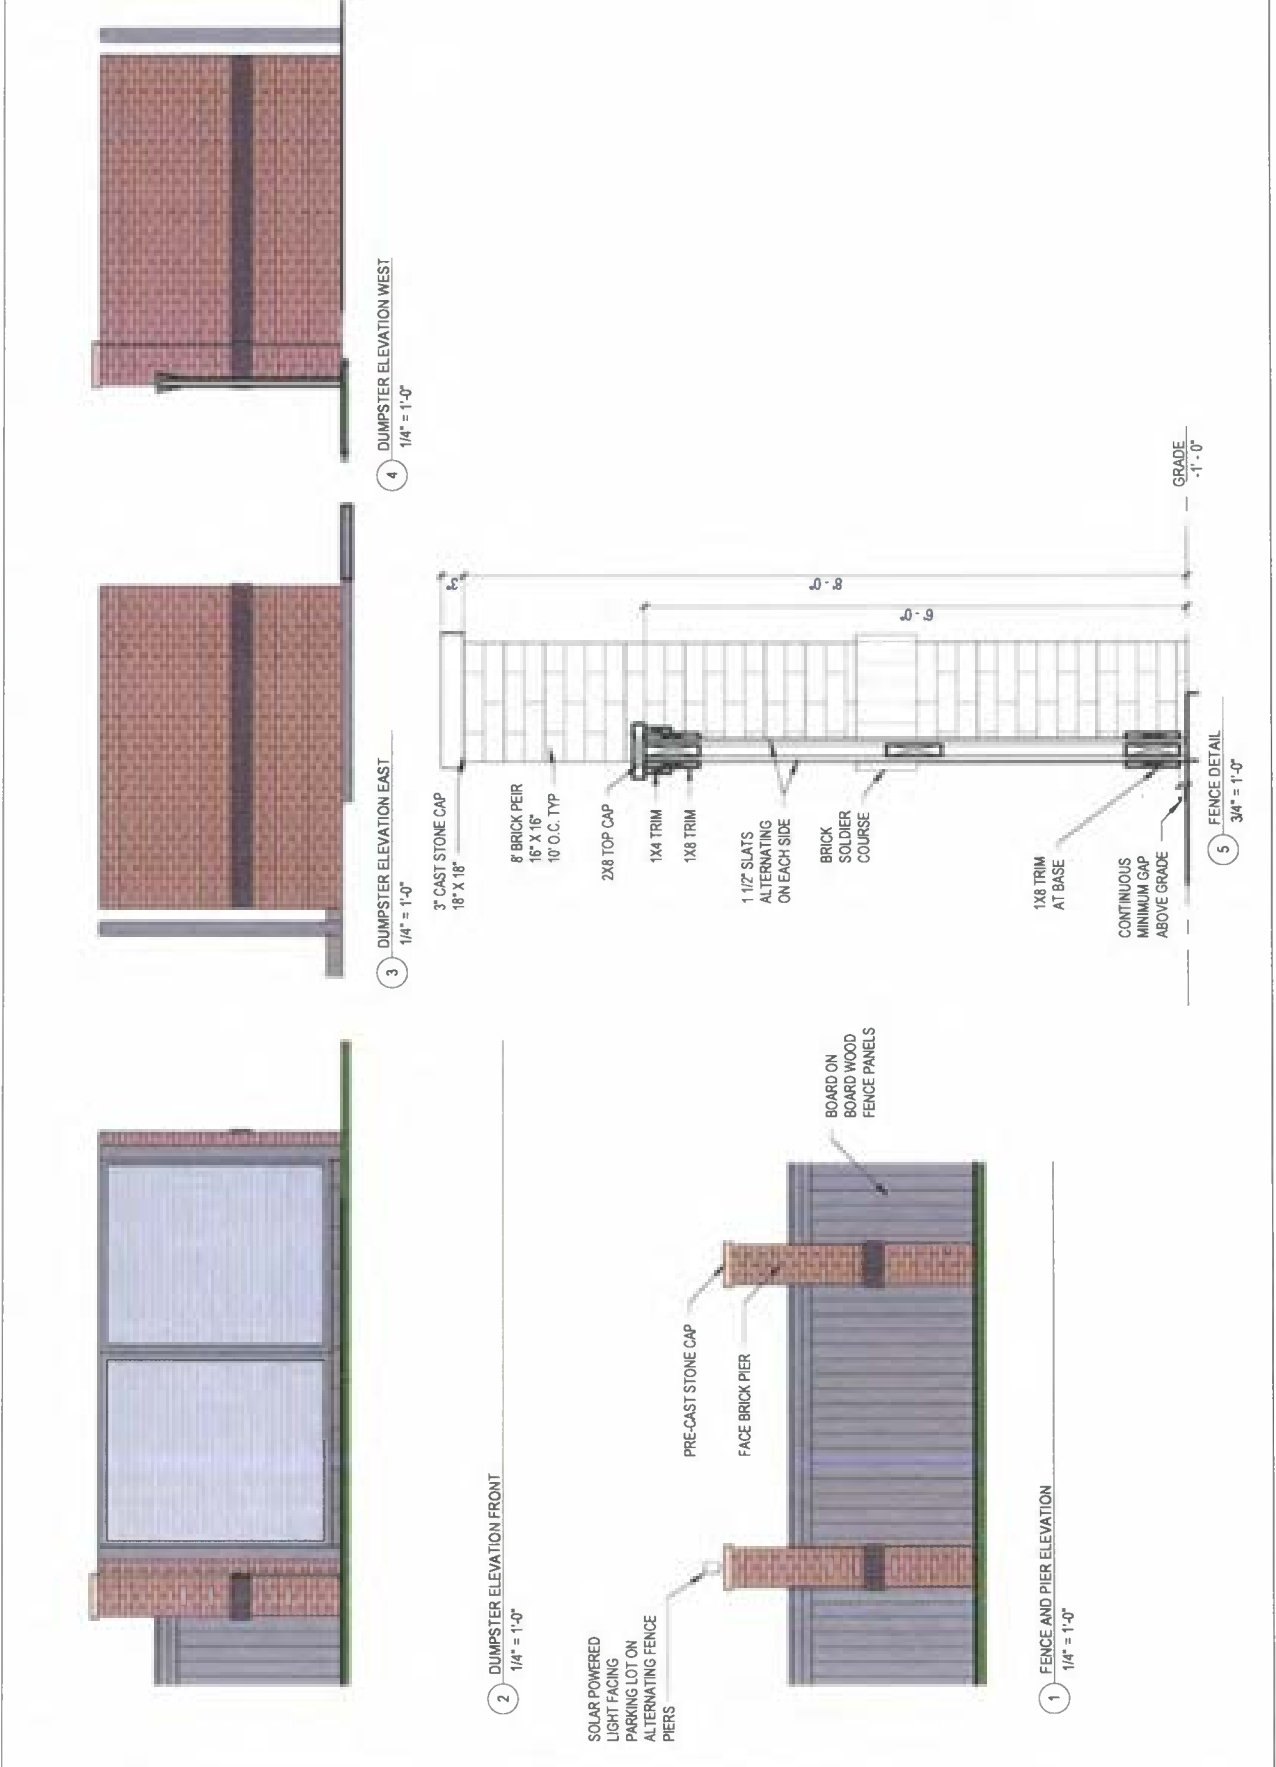 2
DUMPSTER ELEVATION FRONT
1/4" = 1'-0"
3
DUMPSTER ELEVATION EAST
1/4" = 1'-0"
4
DUMPSTER ELEVATION WEST
1/4" = 1'-0"
SOLAR POWERED
LIGHT FACING
PARKING LOT ON
ALTERNATING FENCE
PIERS
PRE-CAST STONE CAP
FACE BRICK PIER
BOARD ON
BOARD WOOD
FENCE PANELS
1
FENCE AND PIER ELEVATION
1/4" = 1'-0"
3" CAST STONE CAP
18" X 18"
8' BRICK PEIR
16" X 16"
10' O.C. TYP
2X8 TOP CAP
1X4 TRIM
1X8 TRIM
1 1/2" SLATS
ALTERNATING
ON EACH SIDE
BRICK
SOLDIER
COURSE
1X8 TRIM
AT BASE
CONTINUOUS
MINIMUM GAP
ABOVE GRADE
3"
8' - 0"
6' - 0"
GRADE
-1' - 0"
5
FENCE DETAIL
3/4" = 1'-0"